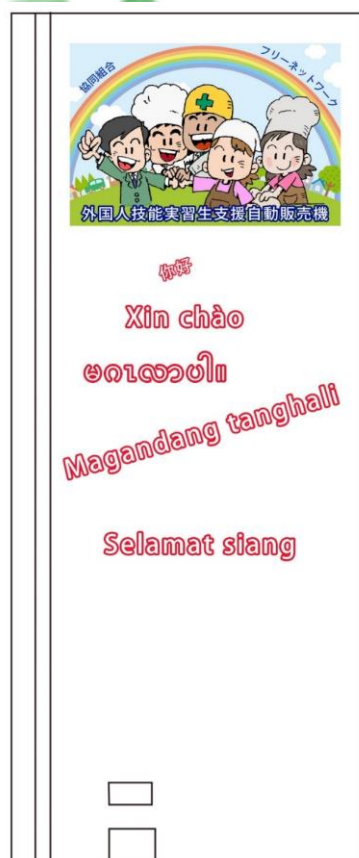 協同組合
フリーネットワーク
外国人技能実習生支援自動販売機
你好
Xin chào
မင်္ဂလာပါ။
Magandang tanghali
Selamat siang